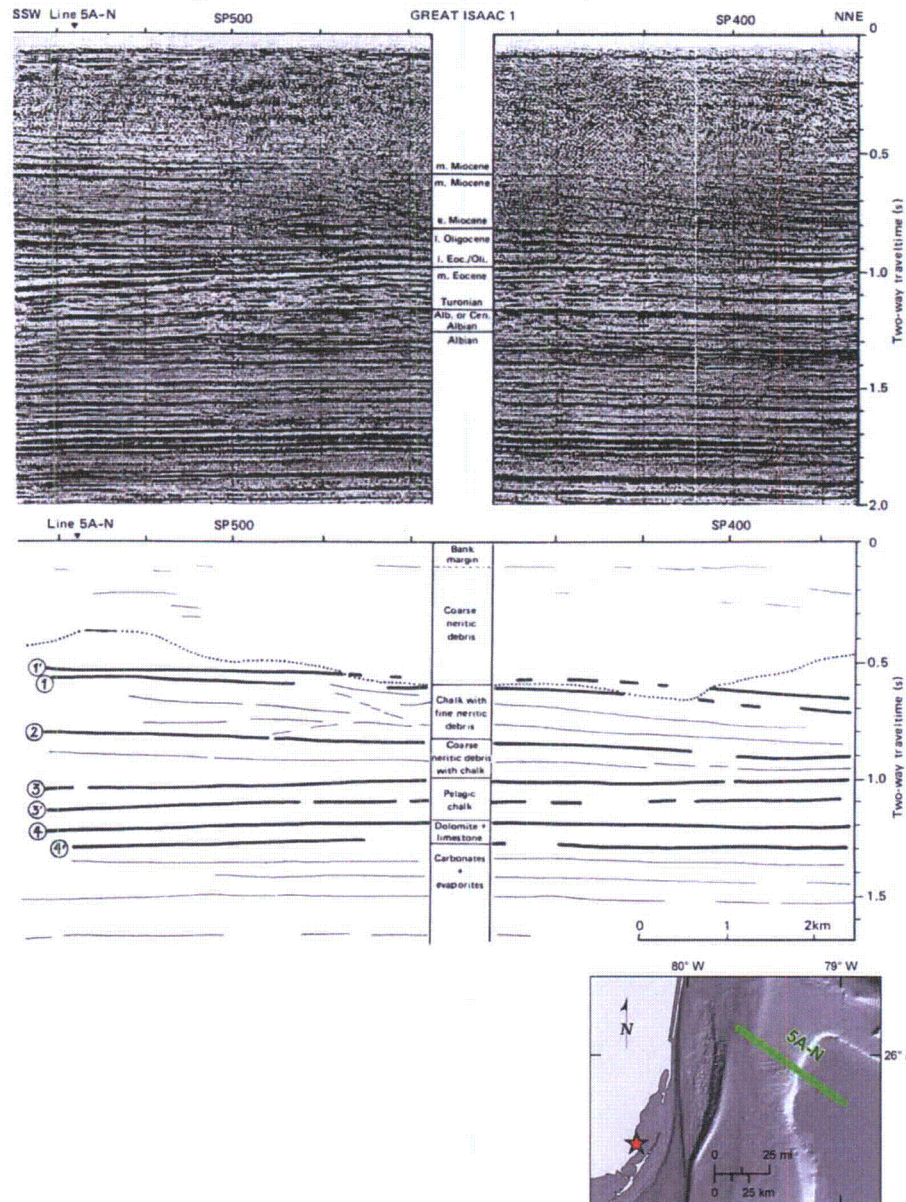 SSW Line 5A-N SP500 GREAT ISAAC 1 SP400 NNE
0
m. Miocene
0.5
m. Miocene
e. Miocene
l. Oligocene
l. Eoc./Oli.
1.0
m. Eocene
Turonian
Alb. or Cen.
Albian
Albian
1.5
2.0
Two-way traveltime (s)
Line 5A-N SP500 SP400
0
Bank
margin
Coarse
neritic
debris
0.5
1'
1
Chalk with
fine neritic
debris
2
Coarse
neritic debris
with chalk
3
1.0
Pelagic
chalk
3'
4
Dolomite +
limestone
4'
Carbonates
+
evaporites
1.5
Two-way traveltime (s)
0 1 2km
80° W 79° W
N
5A-N
26°
0 25 mi
0 25 km